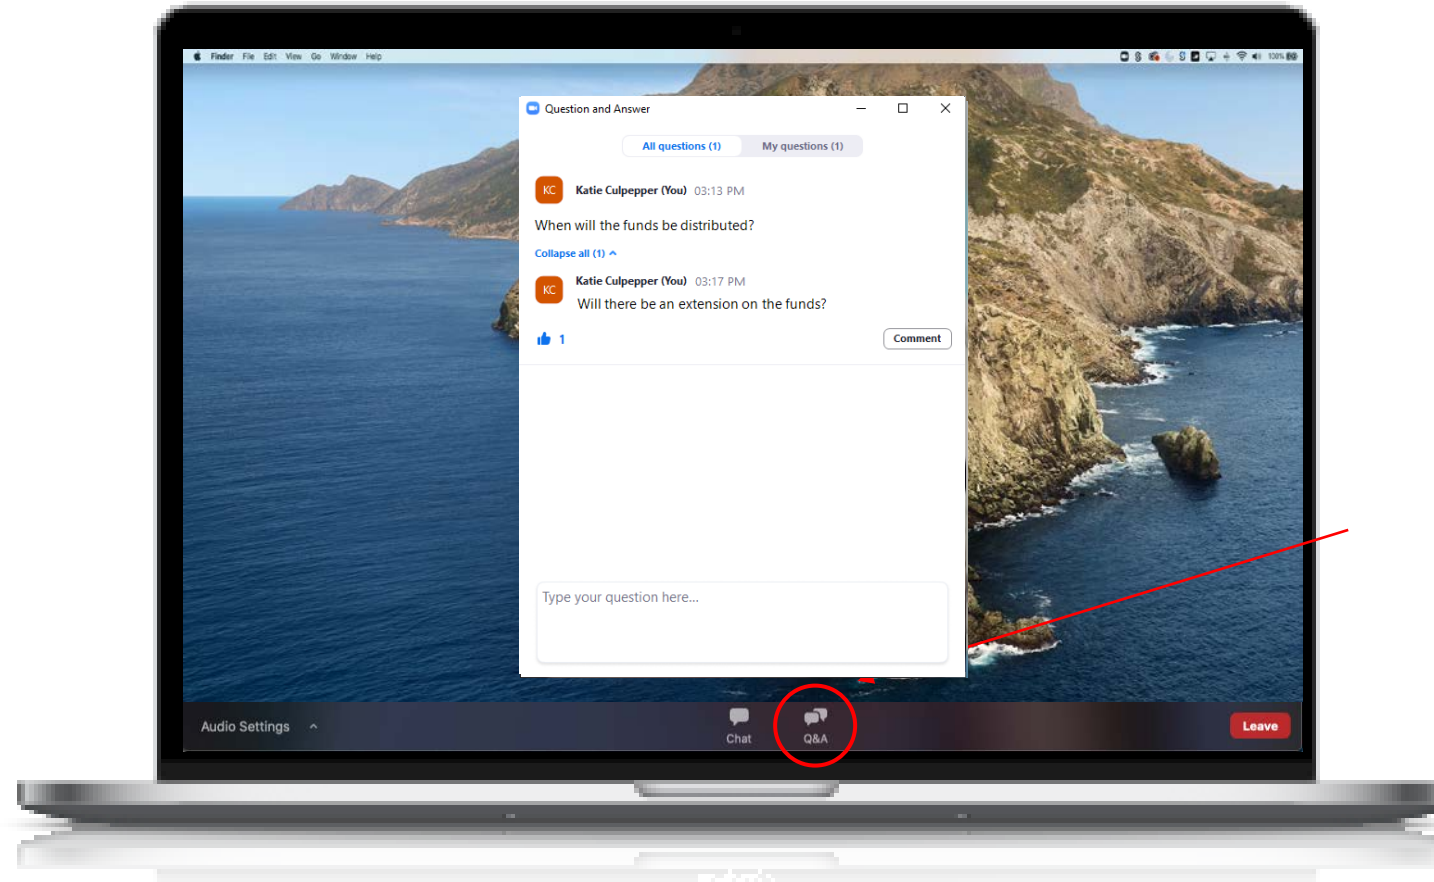 Finder File Edit View Go Window Help
100%
Question and Answer
All questions (1) My questions (1)
KC Katie Culpepper (You) 03:13 PM
When will the funds be distributed?
Collapse all (1)
KC Katie Culpepper (You) 03:17 PM
Will there be an extension on the funds?
1 Comment
Type your question here...
Audio Settings Chat Q&A Leave